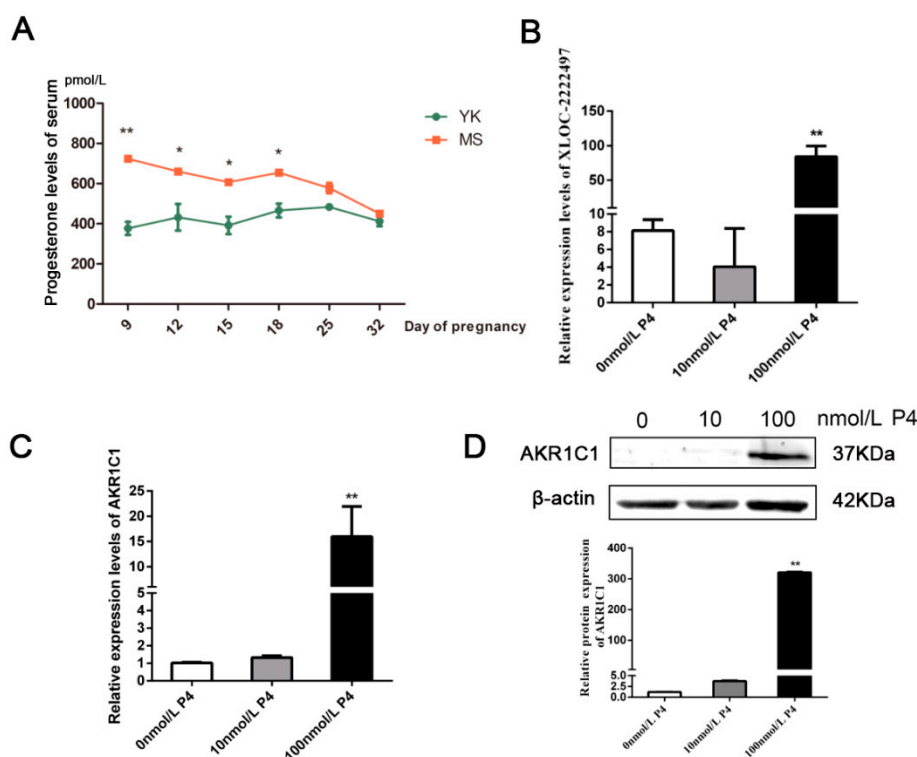 A
pmol/L
Progesterone levels of serum
1000
800
600
400
200
0
**
*
*
*
9
12
15
18
25
32
Day of pregnancy
YK
MS
B
Relative expression levels of XLOC-2222497
150
125
100
75
50
25
8
6
4
2
0
**
0nmol/L P4
10nmol/L P4
100nmol/L P4
C
Relative expression levels of AKR1C1
25
20
15
10
5
5
4
3
2
1
0
**
0nmol/L P4
10nmol/L P4
100nmol/L P4
D
0 10 100 nmol/L P4
AKR1C1 37KDa
β-actin 42KDa
Relative protein expression
of AKR1C1
400
300
200
100
5.0
2.5
0.0
**
0nmol/L P4
10nmol/L P4
100nmol/L P4